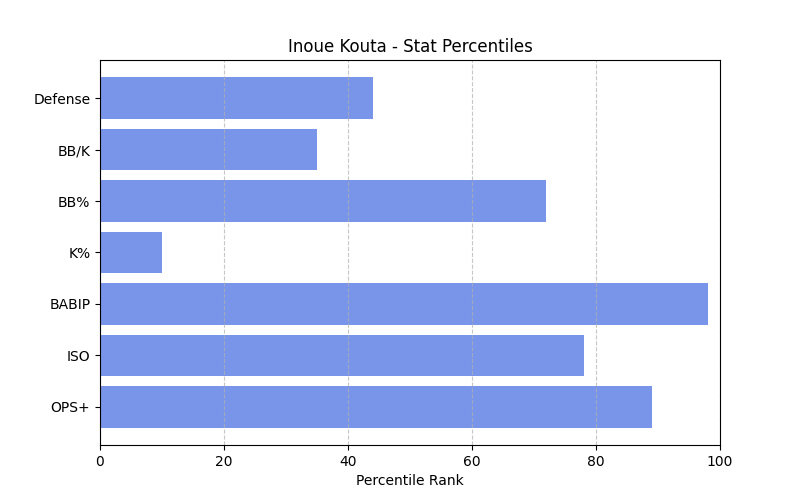 Inoue Kouta - Stat Percentiles
Defense
BB/K
BB%
K%
BABIP
ISO
OPS+
0 20 40 60 80 100
Percentile Rank